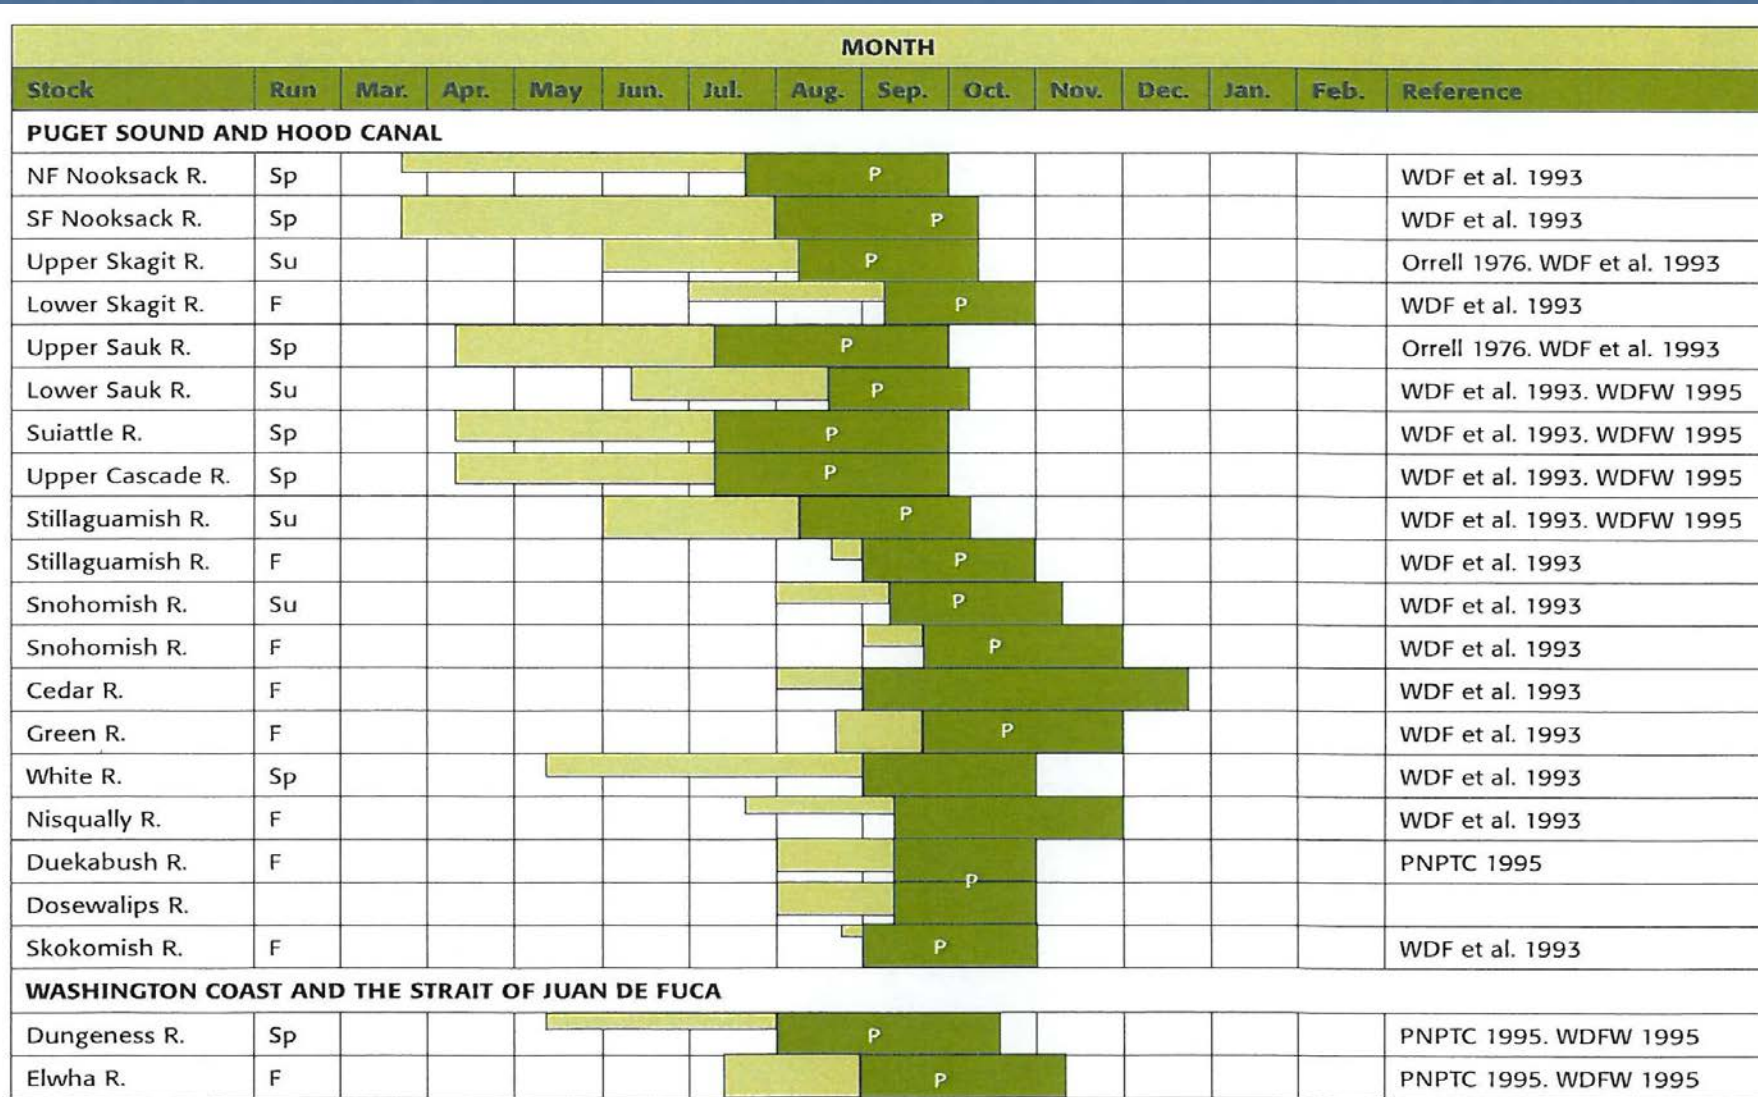 MONTH
Stock Run Mar. Apr. May Jun. Jul. Aug. Sep. Oct. Nov. Dec. Jan. Feb. Reference
PUGET SOUND AND HOOD CANAL
NF Nooksack R. Sp P WDF et al. 1993
SF Nooksack R. Sp P WDF et al. 1993
Upper Skagit R. Su P Orrell 1976. WDF et al. 1993
Lower Skagit R. F P WDF et al. 1993
Upper Sauk R. Sp P Orrell 1976. WDF et al. 1993
Lower Sauk R. Su P WDF et al. 1993. WDFW 1995
Suiattle R. Sp P WDF et al. 1993. WDFW 1995
Upper Cascade R. Sp P WDF et al. 1993. WDFW 1995
Stillaguamish R. Su P WDF et al. 1993. WDFW 1995
Stillaguamish R. F P WDF et al. 1993
Snohomish R. Su P WDF et al. 1993
Snohomish R. F P WDF et al. 1993
Cedar R. F WDF et al. 1993
Green R. F P WDF et al. 1993
White R. Sp WDF et al. 1993
Nisqually R. F WDF et al. 1993
Duekabush R. F P PNPTC 1995
Dosewalips R.
Skokomish R. F P WDF et al. 1993
WASHINGTON COAST AND THE STRAIT OF JUAN DE FUCA
Dungeness R. Sp P PNPTC 1995. WDFW 1995
Elwha R. F P PNPTC 1995. WDFW 1995